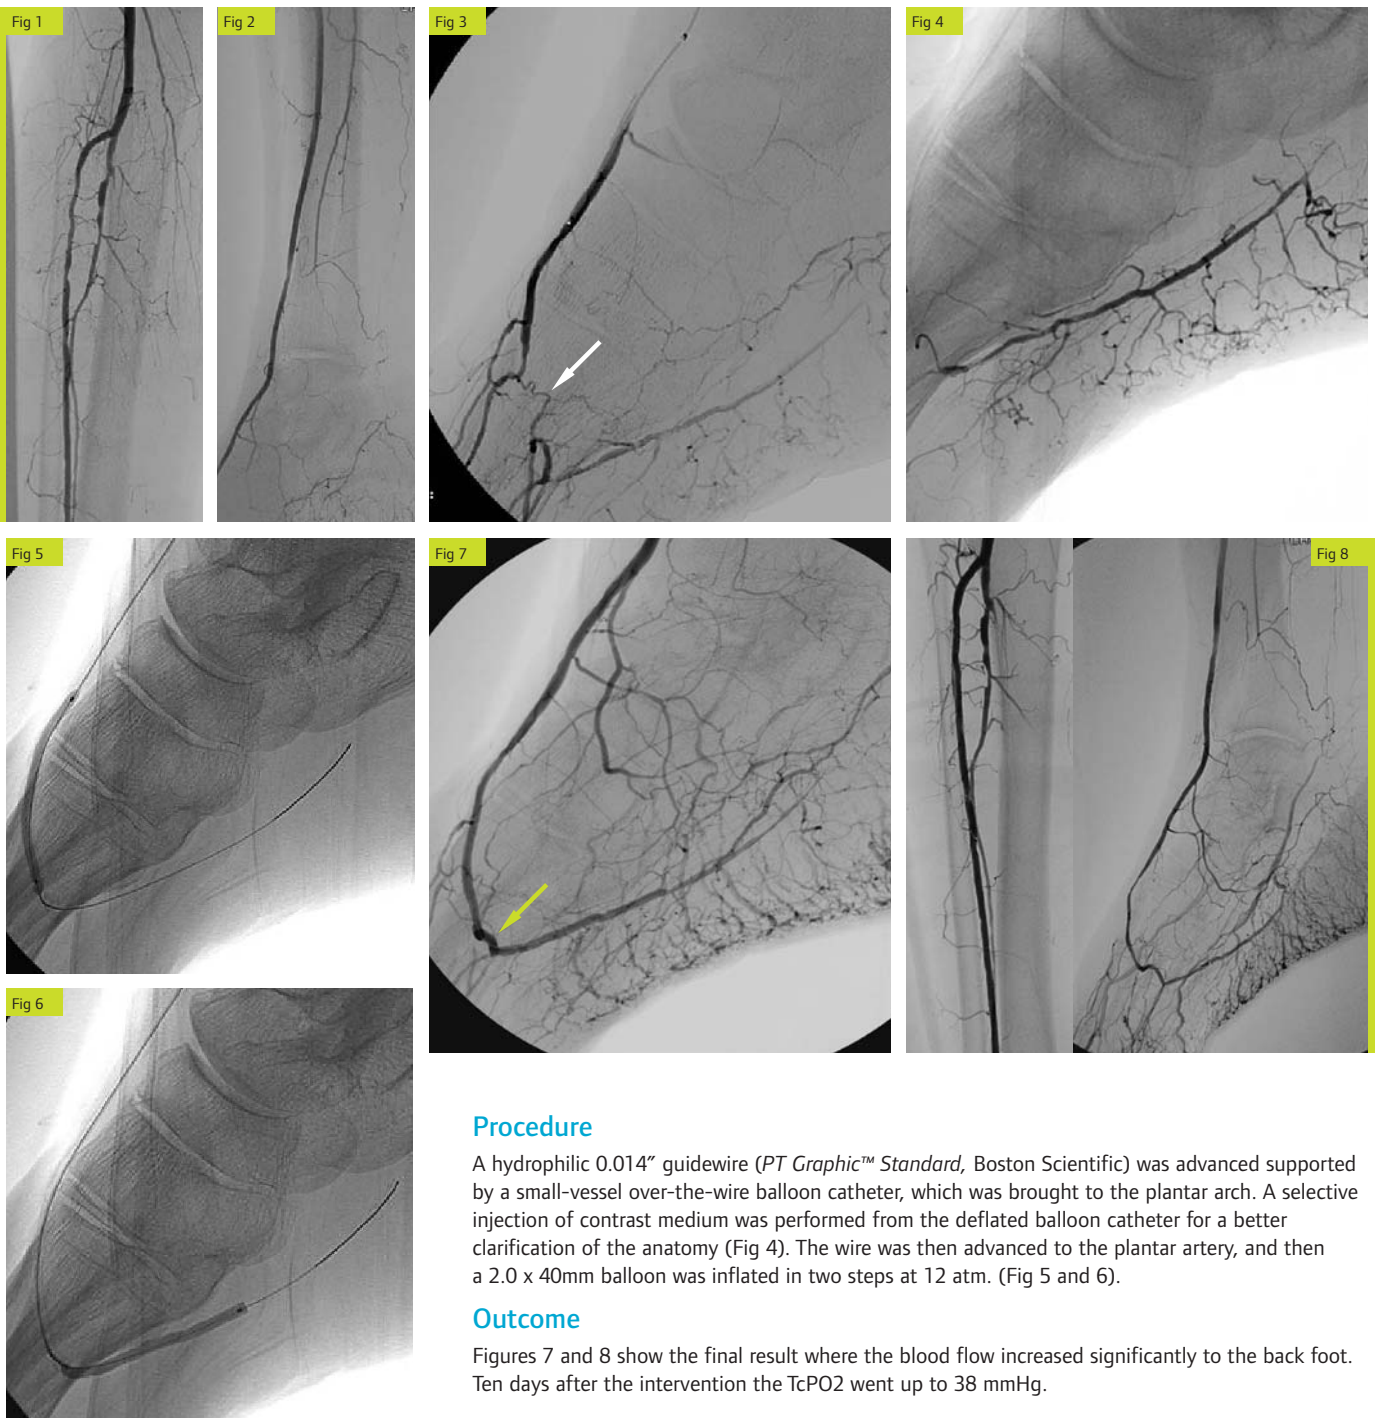 Fig 1
Fig 2
Fig 3
Fig 4
Fig 5
Fig 7
Fig 8
Fig 6
Procedure
A hydrophilic 0.014″ guidewire (PT Graphic™ Standard, Boston Scientific) was advanced supported
by a small-vessel over-the-wire balloon catheter, which was brought to the plantar arch. A selective
injection of contrast medium was performed from the deflated balloon catheter for a better
clarification of the anatomy (Fig 4). The wire was then advanced to the plantar artery, and then
a 2.0 x 40mm balloon was inflated in two steps at 12 atm. (Fig 5 and 6).
Outcome
Figures 7 and 8 show the final result where the blood flow increased significantly to the back foot.
Ten days after the intervention the TcPO2 went up to 38 mmHg.